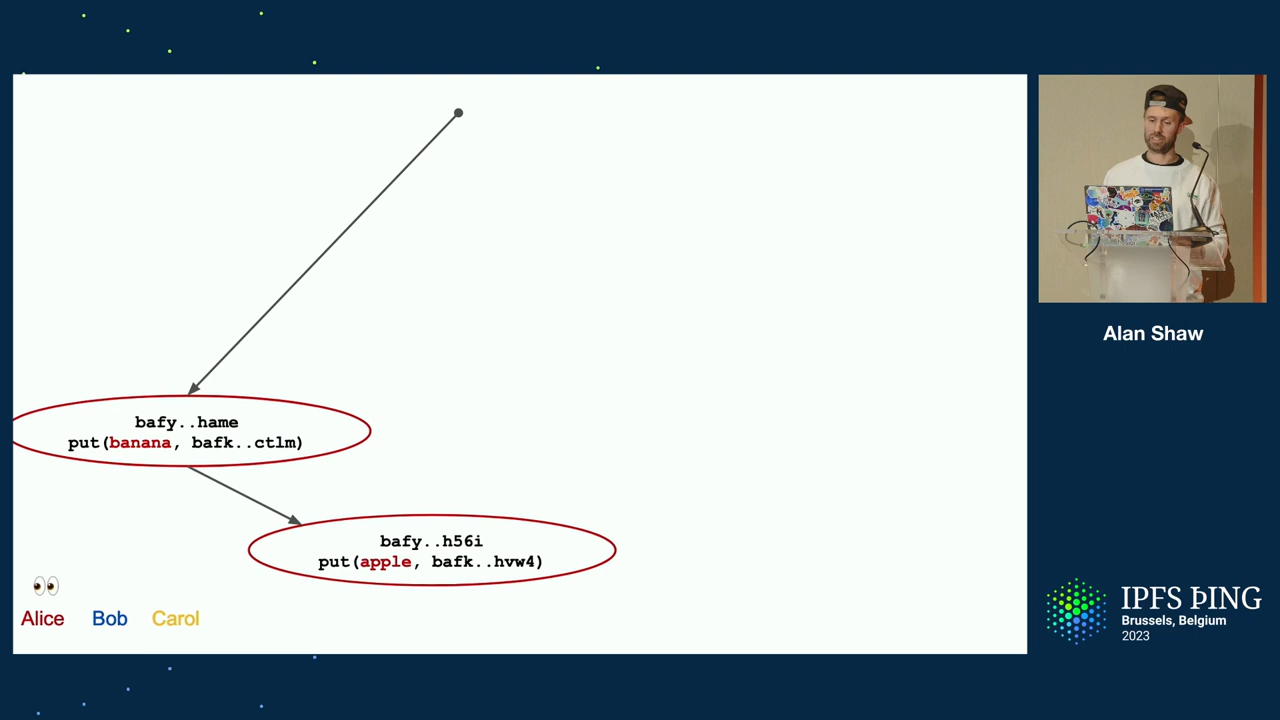 bafy..hame
put(banana, bafk..ctlm)
bafy..h56i
put(apple, bafk..hvw4)
Alice Bob Carol
Alan Shaw
IPFS ÞING
Brussels, Belgium
2023